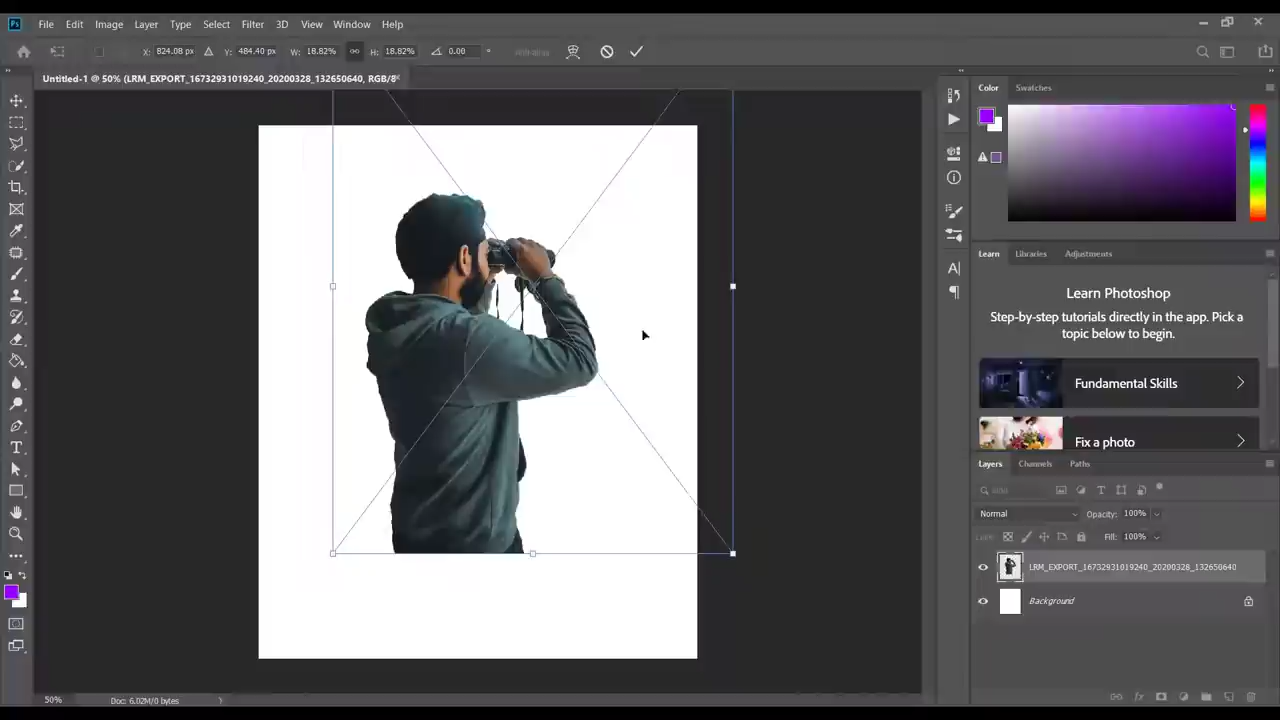 Ps File Edit Image Layer Type Select Filter 3D View Window Help
X: 824.08 px Y: 484.40 px W: 18.82% H: 18.82% 0.00 °
Untitled-1 @ 50% (LRM_EXPORT_16732931019240_20200328_132650640, RGB/8
Color Swatches
Learn Libraries Adjustments
Learn Photoshop
Step-by-step tutorials directly in the app. Pick a
topic below to begin.
Fundamental Skills
Fix a photo
Layers Channels Paths
Normal Opacity: 100%
Fill: 100%
LRM_EXPORT_16732931019240_20200328_132650640
Background
50% Doc: 6.02M/0 bytes